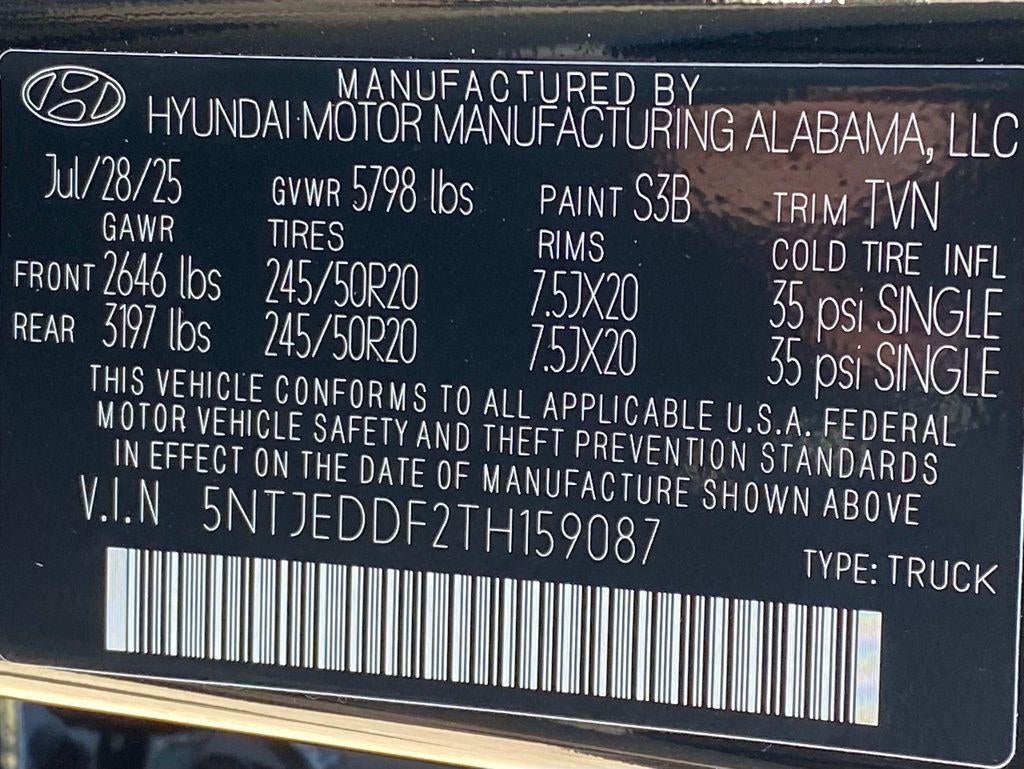 MANUFACTURED BY
HYUNDAI MOTOR MANUFACTURING ALABAMA, LLC
Jul/28/25 GVWR 5798 lbs PAINT S3B TRIM TVN
GAWR TIRES RIMS COLD TIRE INFL
FRONT 2646 lbs 245/50R20 7.5JX20 35 psi SINGLE
REAR 3197 lbs 245/50R20 7.5JX20 35 psi SINGLE
THIS VEHICLE CONFORMS TO ALL APPLICABLE U.S.A. FEDERAL
MOTOR VEHICLE SAFETY AND THEFT PREVENTION STANDARDS
IN EFFECT ON THE DATE OF MANUFACTURE SHOWN ABOVE
V.I.N 5NTJEDDF2TH159087
TYPE: TRUCK